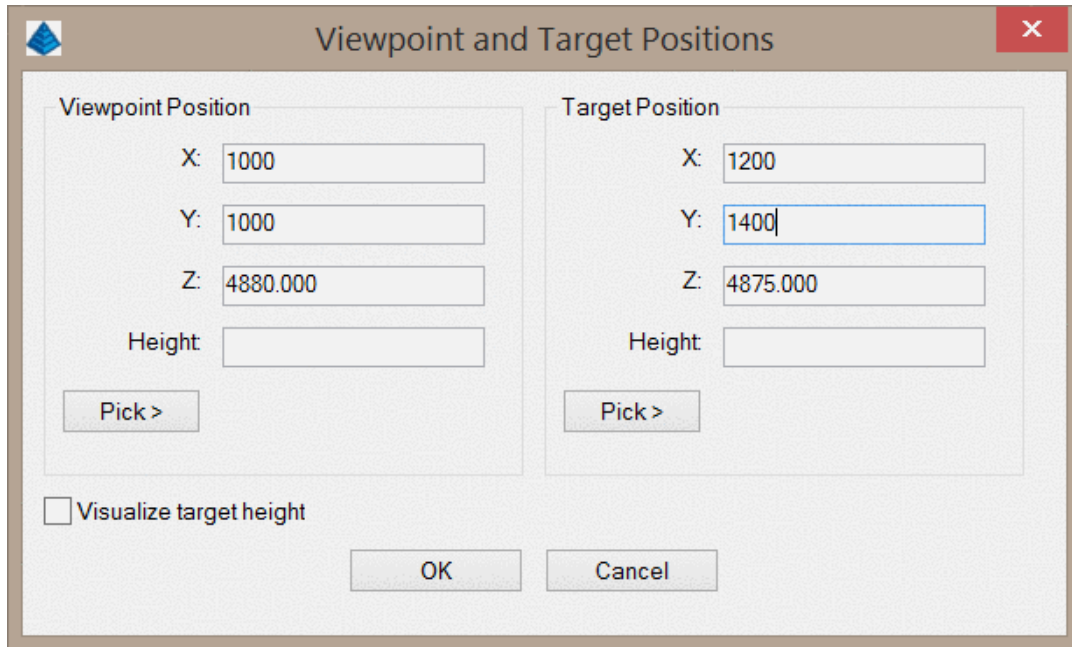 Viewpoint and Target Positions
Viewpoint Position
X: 1000
Y: 1000
Z: 4880.000
Height:
Pick >
Target Position
X: 1200
Y: 1400
Z: 4875.000
Height:
Pick >
Visualize target height
OK
Cancel